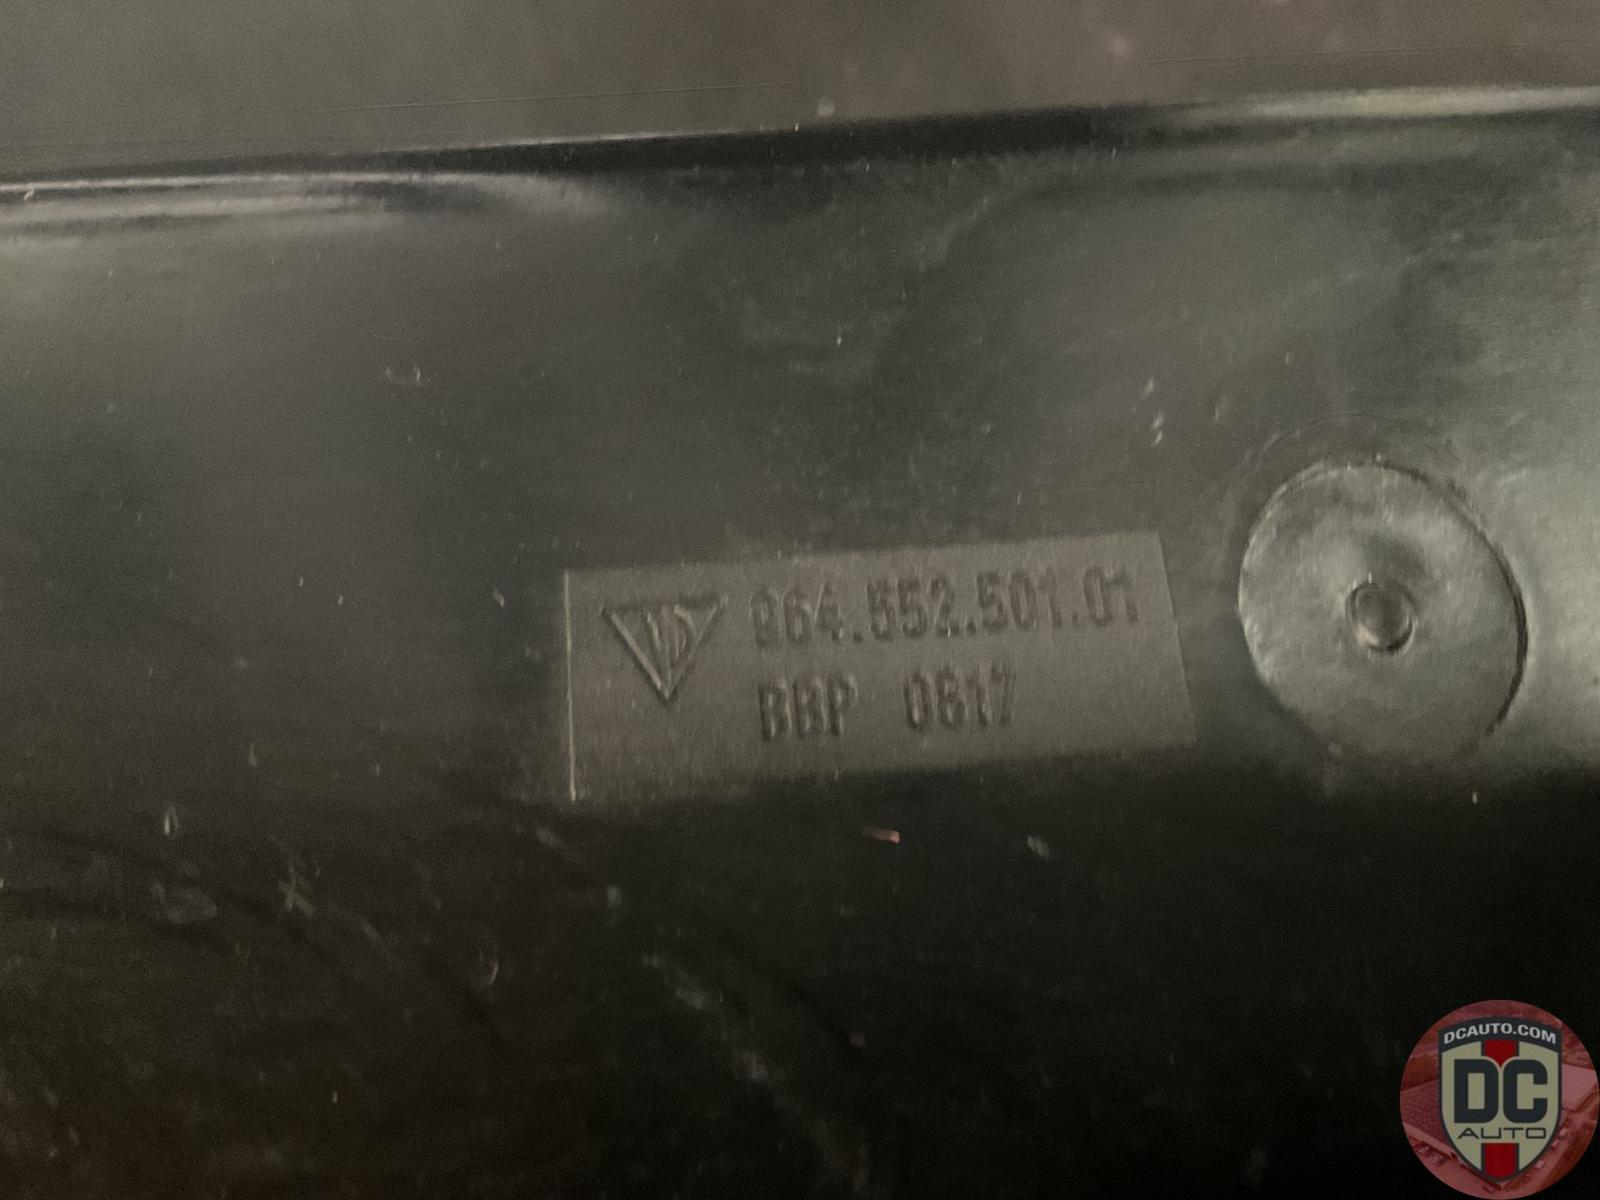 964.552.501.01
BBP 0817
DCAUTO.COM
DC
AUTO